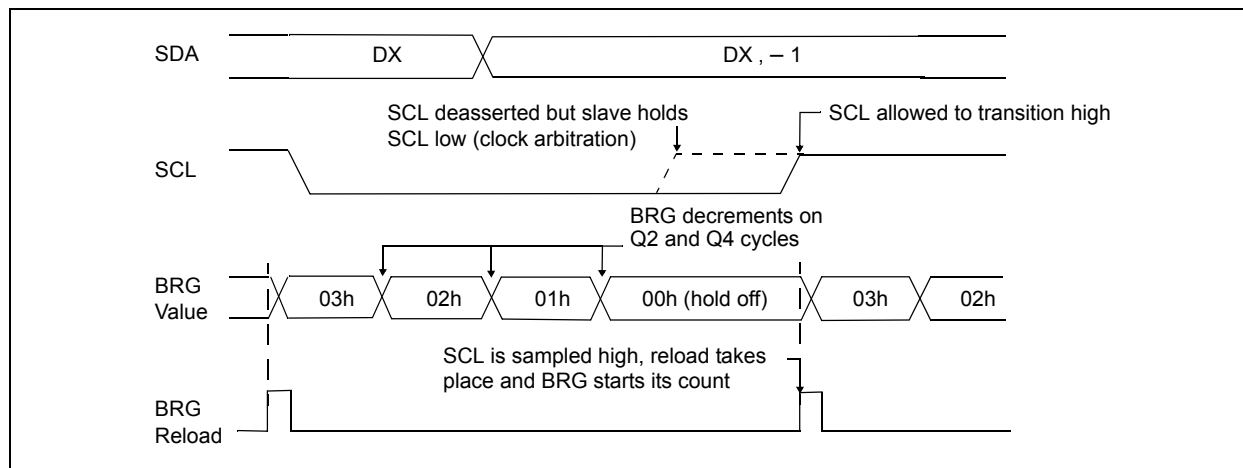 SDA
DX
DX , – 1
SCL deasserted but slave holds
SCL low (clock arbitration)
SCL allowed to transition high
SCL
BRG decrements on
Q2 and Q4 cycles
BRG
Value
03h
02h
01h
00h (hold off)
03h
02h
SCL is sampled high, reload takes
place and BRG starts its count
BRG
Reload